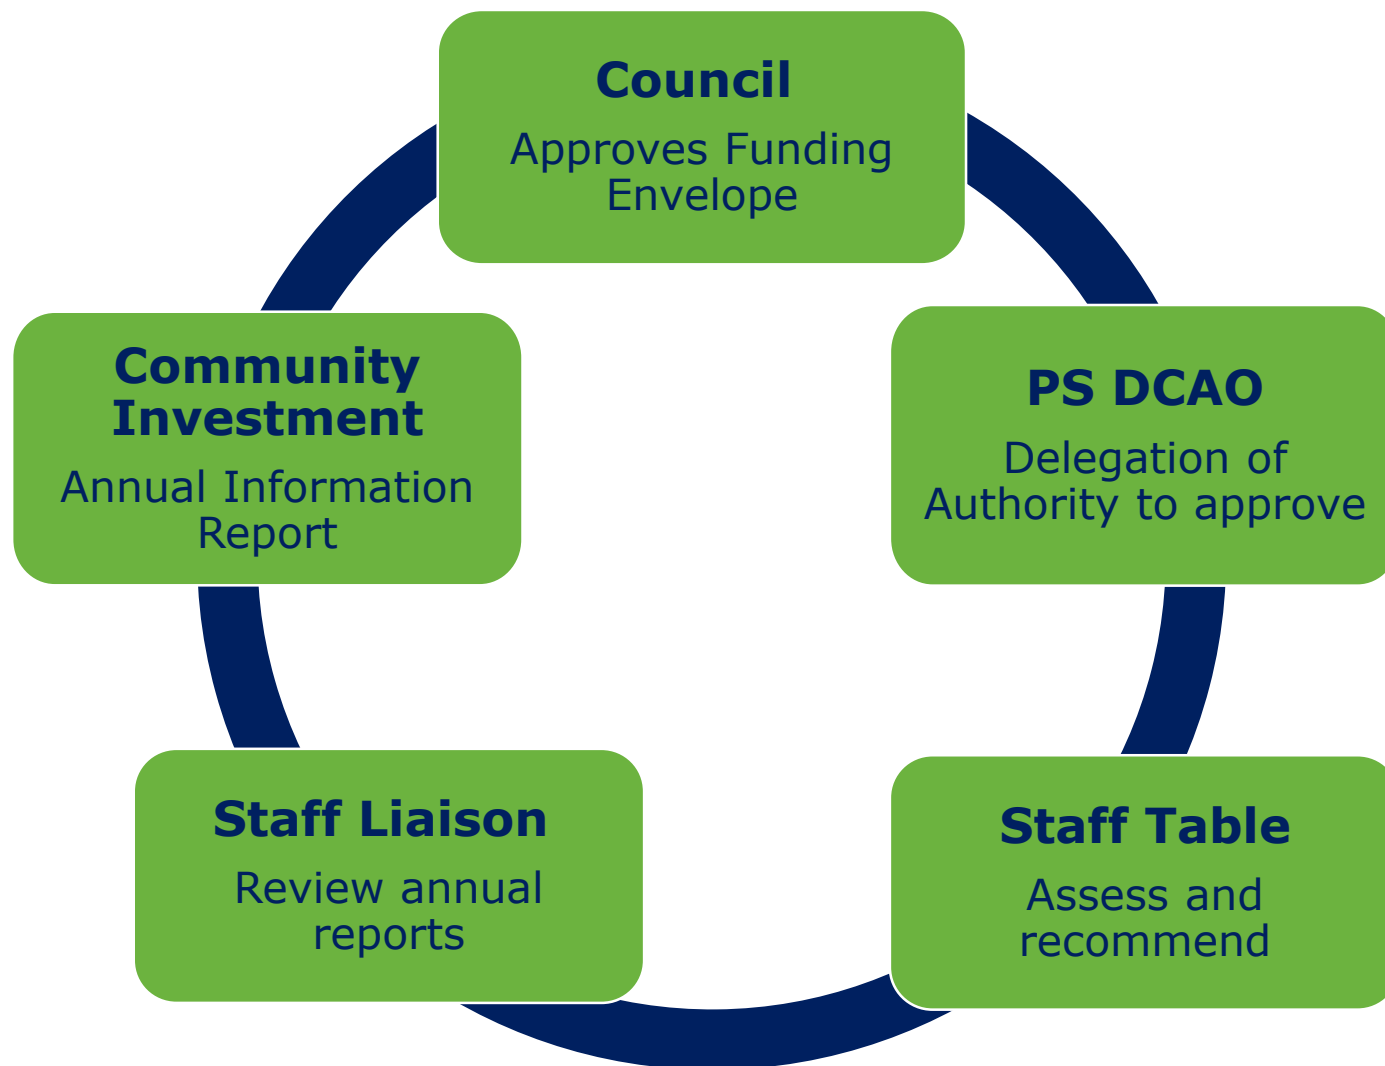 Council
Approves Funding
Envelope
PS DCAO
Delegation of
Authority to approve
Staff Table
Assess and
recommend
Staff Liaison
Review annual
reports
Community
Investment
Annual Information
Report